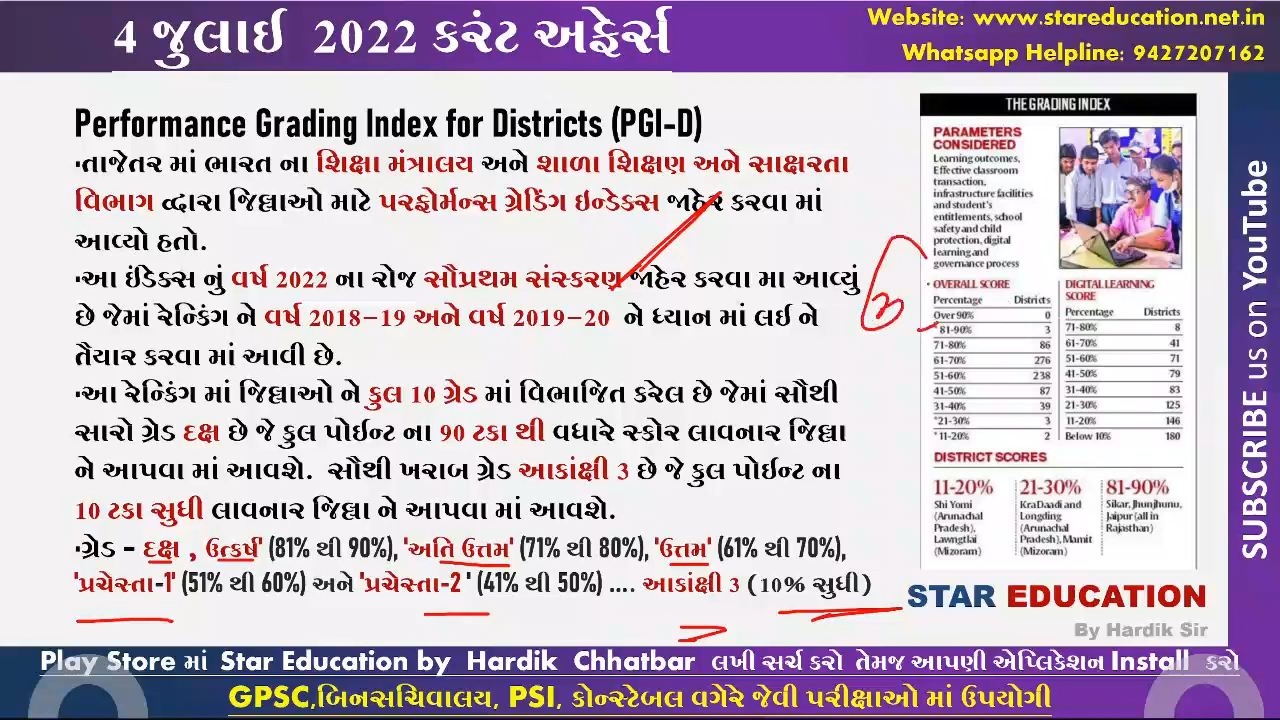 4 જુલાઈ 2022 કરંટ અફેર્સ
Website: www.stareducation.net.in
Whatsapp Helpline: 9427207162
Performance Grading Index for Districts (PGI-D)
•તાજેતર માં ભારત ના શિક્ષા મંત્રાલય અને શાળા શિક્ષણ અને સાક્ષરતા
વિભાગ દ્વારા જિલ્લાઓ માટે પરફોર્મન્સ ગ્રેડિંગ ઇન્ડેક્સ જાહેર કરવા માં
આવ્યો હતો.
•આ ઇંડેક્સ નું વર્ષ 2022 ના રોજ સૌપ્રથમ સંસ્કરણ જાહેર કરવા મા આવ્યું
છે જેમાં રેન્કિંગ ને વર્ષ 2018-19 અને વર્ષ 2019-20 ને ધ્યાન માં લઇ ને
તૈયાર કરવા માં આવી છે.
•આ રેન્કિંગ માં જિલ્લાઓ ને કુલ 10 ગ્રેડ માં વિભાજિત કરેલ છે જેમાં સૌથી
સારો ગ્રેડ દક્ષ છે જે કુલ પોઈન્ટ ના 90 ટકા થી વધારે સ્કોર લાવનાર જિલ્લા
ને આપવા માં આવશે. સૌથી ખરાબ ગ્રેડ આકાંક્ષી 3 છે જે કુલ પોઈન્ટ ના
10 ટકા સુધી લાવનાર જિલ્લા ને આપવા માં આવશે.
•ગ્રેડ – દક્ષ , ઉત્કર્ષ' (81% થી 90%), 'અતિ ઉત્તમ' (71% થી 80%), 'ઉત્તમ' (61% થી 70%),
'પ્રચેસ્તા-1' (51% થી 60%) અને 'પ્રચેસ્તા-2 ' (41% થી 50%) .... આકાંક્ષી 3 (10% સુધી)
THE GRADING INDEX
PARAMETERS
CONSIDERED
Learning outcomes,
Effective classroom
transaction,
infrastructure facilities
and student's
entitlements, school
safety and child
protection, digital
learning and
governance process
OVERALL SCORE
Percentage Districts
Over 90% 0
*81-90% 3
71-80% 86
61-70% 276
51-60% 238
41-50% 87
31-40% 39
*21-30% 3
*11-20% 2
DIGITAL LEARNING
SCORE
Percentage Districts
71-80% 8
61-70% 41
51-60% 71
41-50% 79
31-40% 83
21-30% 125
11-20% 146
Below 10% 180
DISTRICT SCORES
11-20%
Shi Yomi
(Arunachal
Pradesh),
Lawngtlai
(Mizoram)
21-30%
Kra Daadi and
Longding
(Arunachal
Pradesh), Mamit
(Mizoram)
81-90%
Sikar, Jhunjhunu,
Jaipur (all in
Rajasthan)
STAR EDUCATION
By Hardik Sir
SUBSCRIBE us on YouTube
Play Store માં Star Education by Hardik Chhatbar લખી સર્ચ કરો તેમજ આપણી એપ્લિકેશન Install કરો
GPSC,બિનસચિવાલય, PSI, કોન્સ્ટેબલ વગેરે જેવી પરીક્ષાઓ માં ઉપયોગી